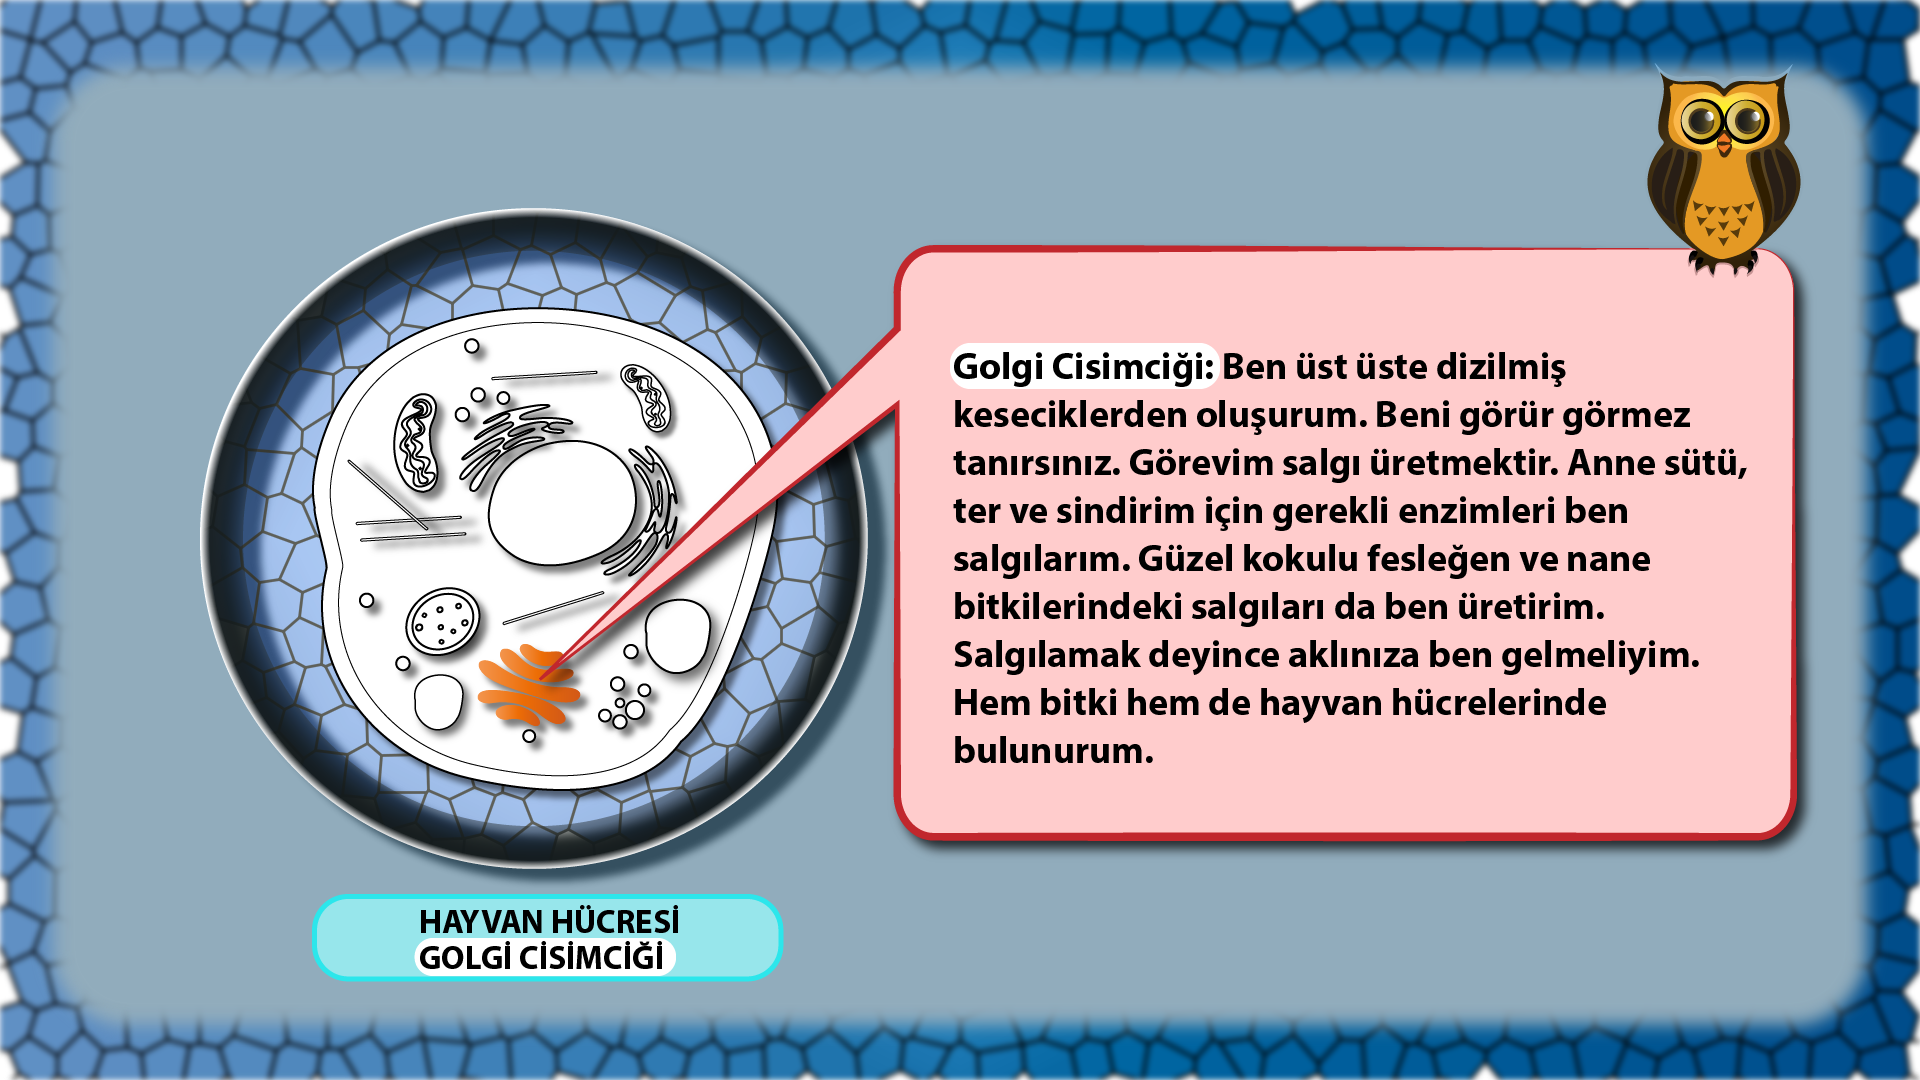 Golgi Cisimciği: Ben üst üste dizilmiş
keseciklerden oluşurum. Beni görür görmez
tanırsınız. Görevim salgı üretmektir. Anne sütü,
ter ve sindirim için gerekli enzimleri ben
salgılarım. Güzel kokulu fesleğen ve nane
bitkilerindeki salgıları da ben üretirim.
Salgılamak deyince aklınıza ben gelmeliyim.
Hem bitki hem de hayvan hücrelerinde
bulunurum.
HAYVAN HÜCRESİ
GOLGİ CİSİMCİĞİ